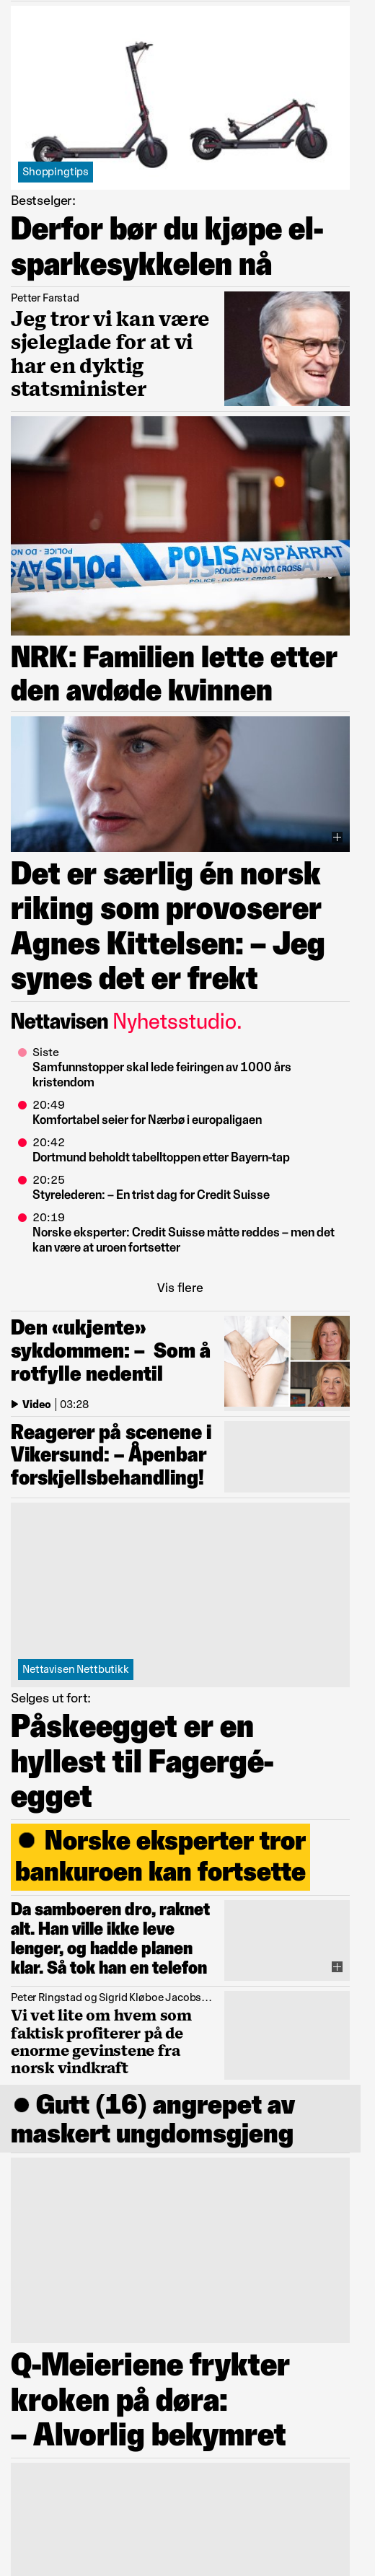 Shoppingtips
Bestselger:
Derfor bør du kjøpe el-
sparkesykkelen nå
Petter Farstad
Jeg tror vi kan være
sjeleglade for at vi
har en dyktig
statsminister
POLIS AVSPÄRRAT
POLICE - DO NOT CROSS
NRK: Familien lette etter
den avdøde kvinnen
Det er særlig én norsk
riking som provoserer
Agnes Kittelsen: – Jeg
synes det er frekt
Nettavisen Nyhetsstudio.
Siste
Samfunnstopper skal lede feiringen av 1000 års
kristendom
20:49
Komfortabel seier for Nærbø i europaligaen
20:42
Dortmund beholdt tabelltoppen etter Bayern-tap
20:25
Styrelederen: – En trist dag for Credit Suisse
20:19
Norske eksperter: Credit Suisse måtte reddes – men det
kan være at uroen fortsetter
Vis flere
Den «ukjente»
sykdommen: – Som å
rotfylle nedentil
Video | 03:28
Reagerer på scenene i
Vikersund: – Åpenbar
forskjellsbehandling!
Nettavisen Nettbutikk
Selges ut fort:
Påskeegget er en
hyllest til Fagergé-
egget
● Norske eksperter tror
bankuroen kan fortsette
Da samboeren dro, raknet
alt. Han ville ikke leve
lenger, og hadde planen
klar. Så tok han en telefon
Peter Ringstad og Sigrid Kløboe Jacobs...
Vi vet lite om hvem som
faktisk profiterer på de
enorme gevinstene fra
norsk vindkraft
● Gutt (16) angrepet av
maskert ungdomsgjeng
Q-Meieriene frykter
kroken på døra:
– Alvorlig bekymret